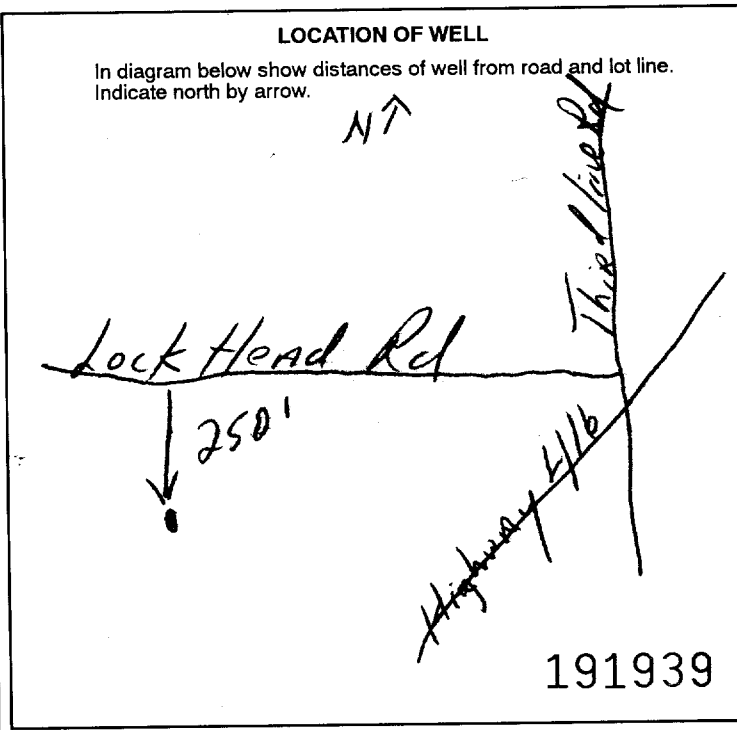 LOCATION OF WELL
In diagram below show distances of well from road and lot line.
Indicate north by arrow.
N
Third Line Rd
Lock Head Rd
250'
Highway 416
191939